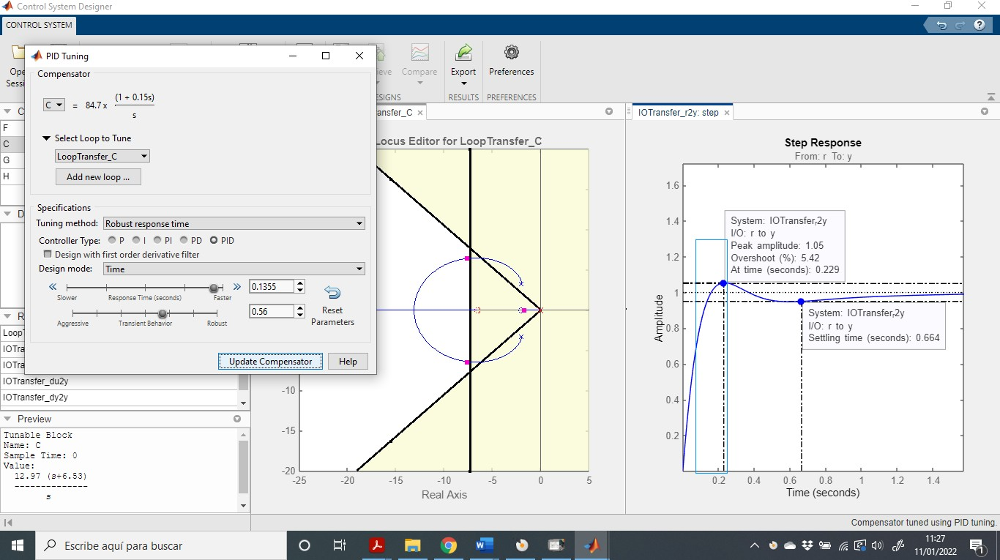 Control System Designer
CONTROL SYSTEM
Ope
Sessi
eve
Compare
Export
Preferences
SIGNS
RESULTS
PREFERENCES
PID Tuning
Compensator
C = 84.7 x (1 + 0.15s)
s
Select Loop to Tune
LoopTransfer_C
Add new loop ...
Specifications
Tuning method: Robust response time
Controller Type: P I PI PD PID
Design with first order derivative filter
Design mode: Time
0.1355
Slower Response Time (seconds) Faster
0.56
Aggressive Transient Behavior Robust
Reset
Parameters
Update Compensator
Help
C
F
C
G
H
D
R
LoopT
IOTra
IOTra
IOTransfer_du2y
IOTransfer_dy2y
Preview
Tunable Block
Name: C
Sample Time: 0
Value:
12.97 (s+6.53)
--------------
s
ansfer_C
Locus Editor for LoopTransfer_C
-10
-15
-20
-25 -20 -15 -10 -5 0 5
Real Axis
IOTransfer_r2y: step
Step Response
From: r To: y
1.6
1.4
1.2
1
0.8
0.6
0.4
0.2
Amplitude
System: IOTransfer_r2y
I/O: r to y
Peak amplitude: 1.05
Overshoot (%): 5.42
At time (seconds): 0.229
System: IOTransfer_r2y
I/O: r to y
Settling time (seconds): 0.664
0.2 0.4 0.6 0.8 1 1.2 1.4
Time (seconds)
Compensator tuned using PID tuning.
Escribe aquí para buscar
11:27
11/01/2022
1